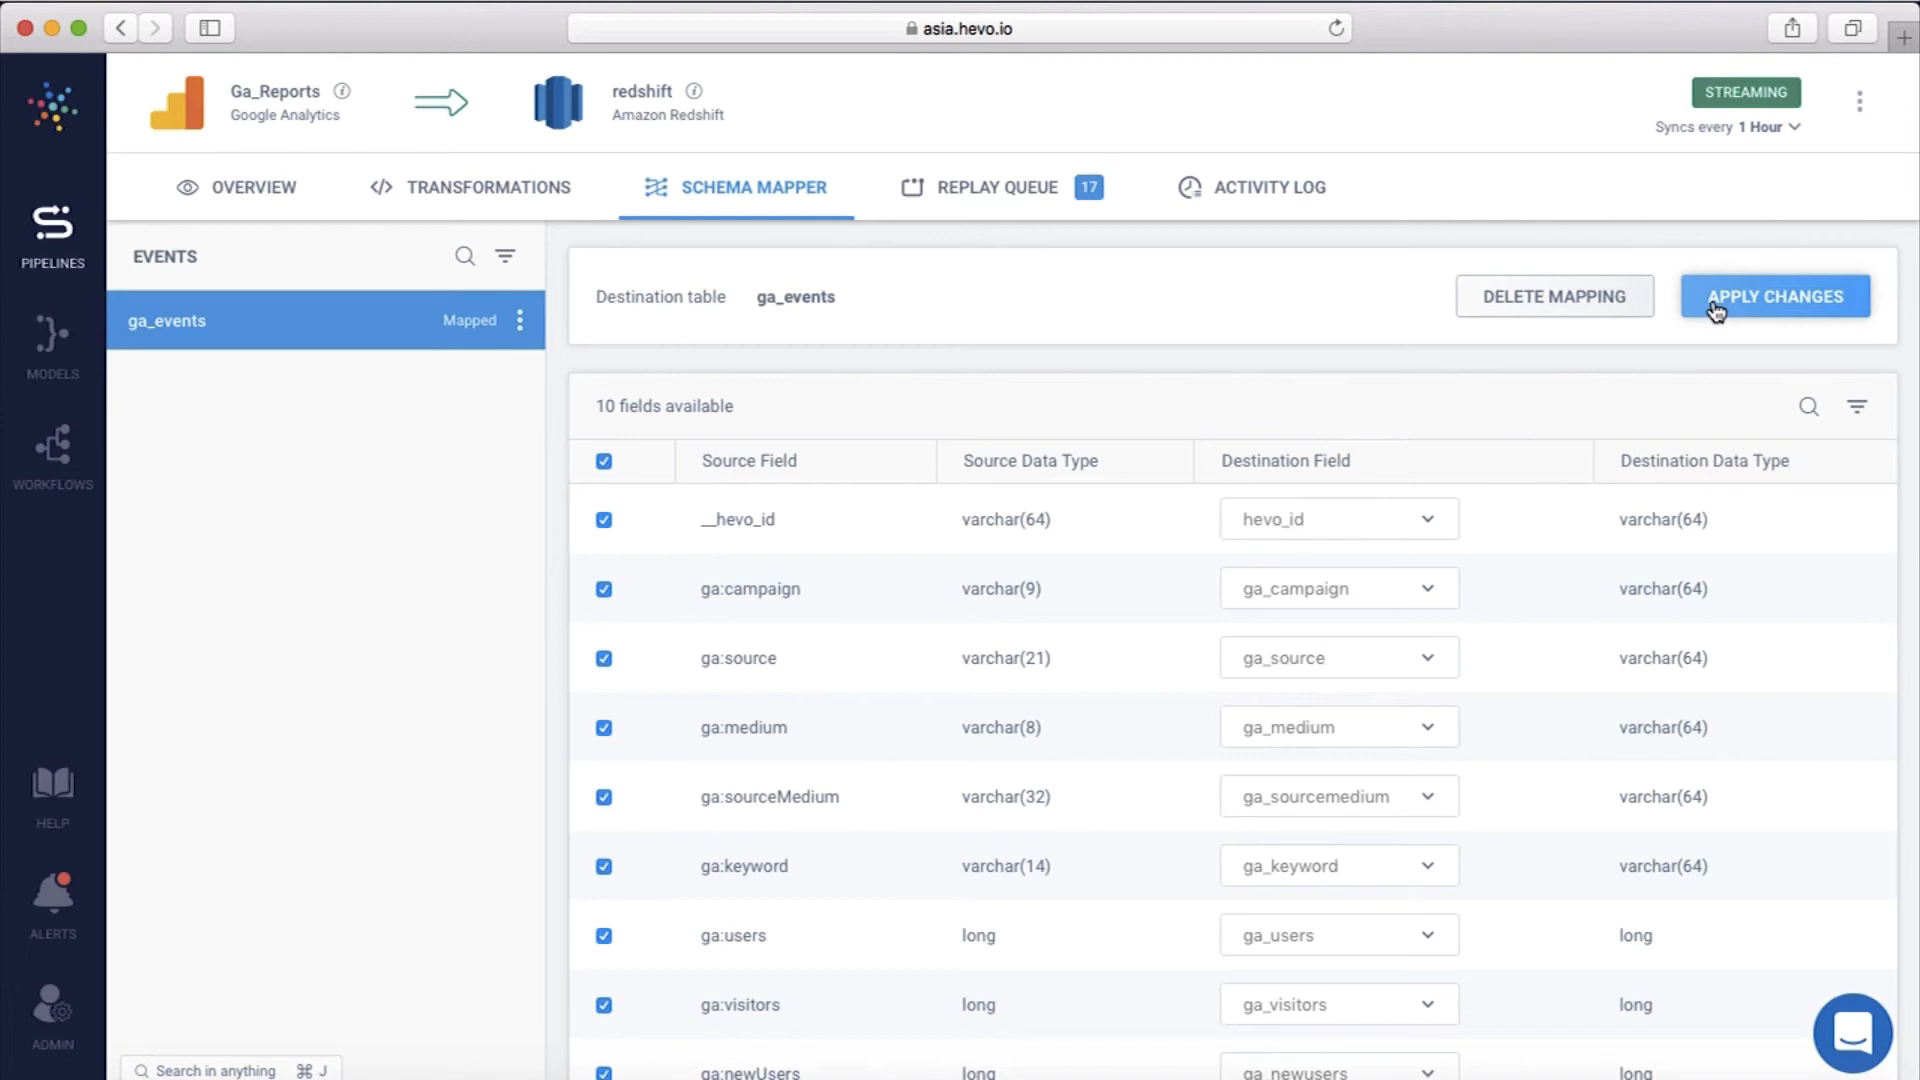 asia.hevo.io
Ga_Reports
Google Analytics
redshift
Amazon Redshift
STREAMING
Syncs every 1 Hour
OVERVIEW
TRANSFORMATIONS
SCHEMA MAPPER
REPLAY QUEUE 17
ACTIVITY LOG
PIPELINES
MODELS
WORKFLOWS
HELP
ALERTS
ADMIN
EVENTS
ga_events Mapped
Search in anything ⌘ J
Destination table ga_events
DELETE MAPPING
APPLY CHANGES
10 fields available
Source Field Source Data Type Destination Field Destination Data Type
__hevo_id varchar(64) hevo_id varchar(64)
ga:campaign varchar(9) ga_campaign varchar(64)
ga:source varchar(21) ga_source varchar(64)
ga:medium varchar(8) ga_medium varchar(64)
ga:sourceMedium varchar(32) ga_sourcemedium varchar(64)
ga:keyword varchar(14) ga_keyword varchar(64)
ga:users long ga_users long
ga:visitors long ga_visitors long
ga:newUsers long ga_newusers long